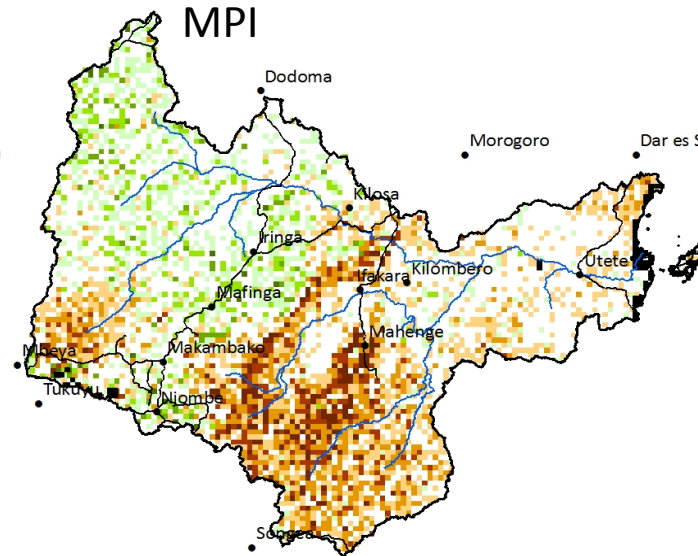 MPI
Dodoma
Morogoro
Dar es S
Kilosa
Iringa
Utete
Kilombero
Ifakara
Mafinga
Mahenge
Makambako
Mbeya
Tukuyu
Njombe
Songea